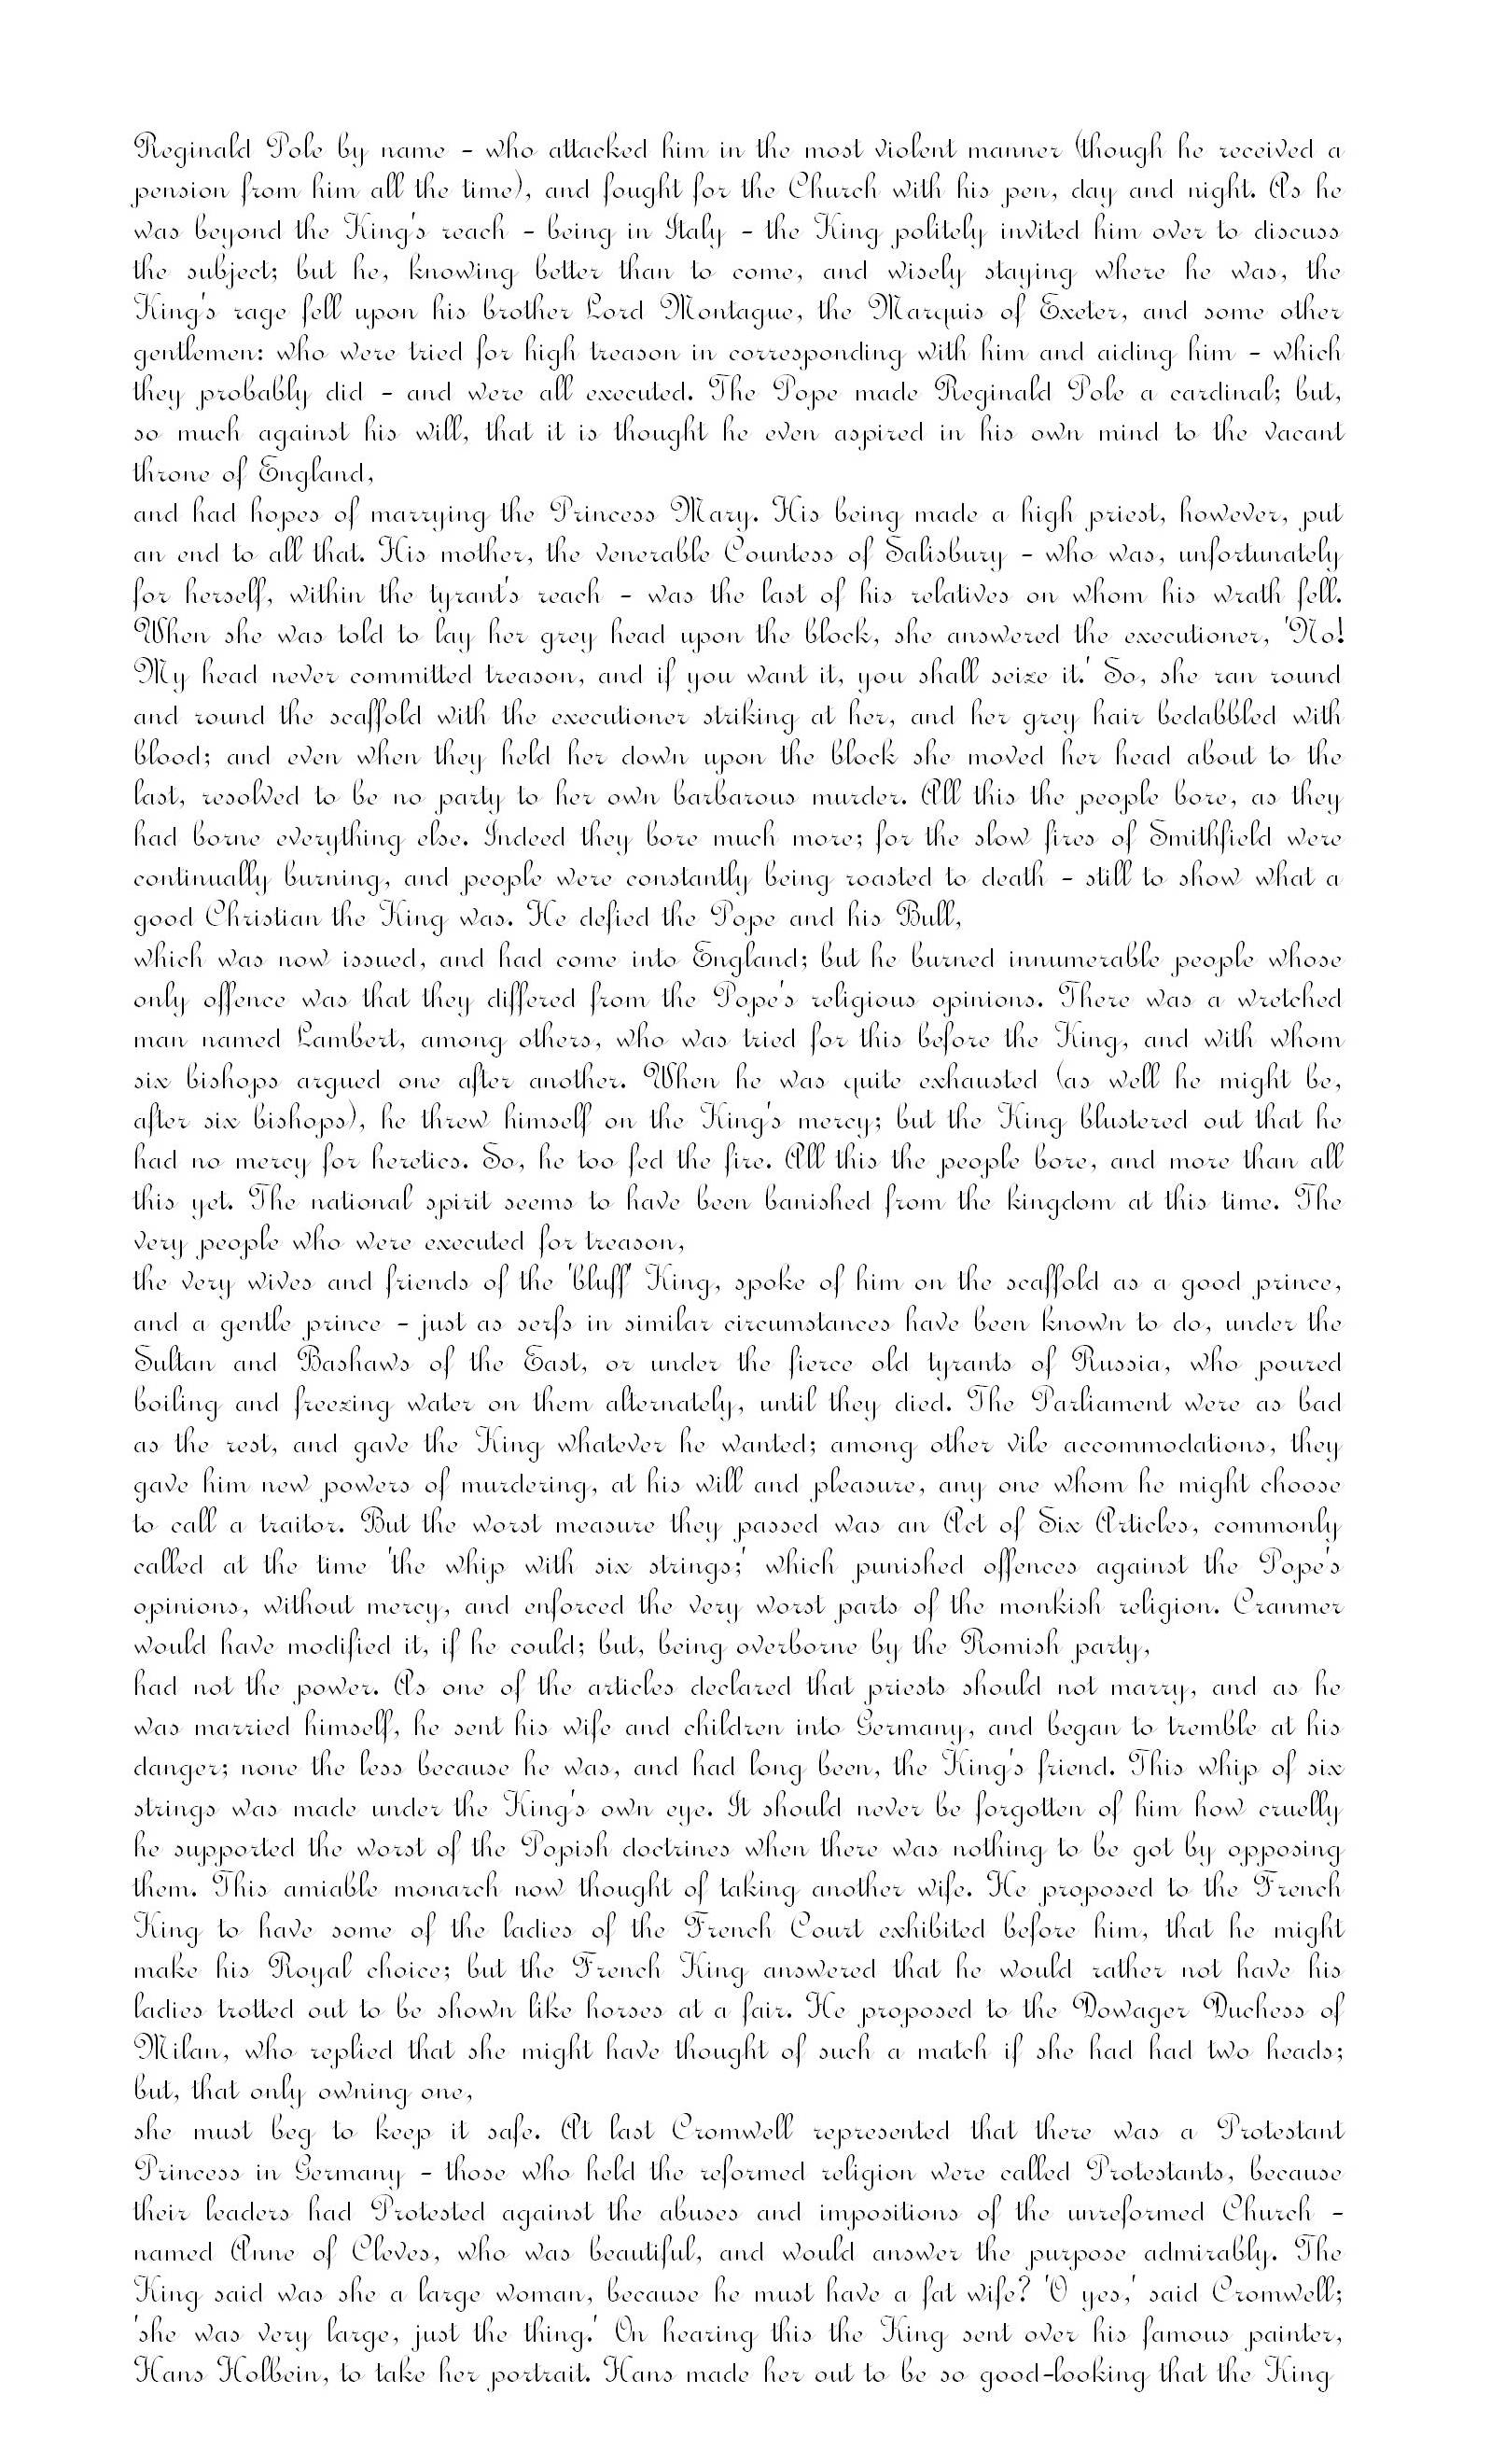 Reginald Pole by name - who attacked him in the most violent manner (though he received a
pension from him all the time), and fought for the Church with his pen, day and night. As he
was beyond the King's reach - being in Italy - the King politely invited him over to discuss
the subject; but he, knowing better than to come, and wisely staying where he was, the
King's rage fell upon his brother Lord Montague, the Marquis of Exeter, and some other
gentlemen: who were tried for high treason in corresponding with him and aiding him - which
they probably did - and were all executed. The Pope made Reginald Pole a cardinal; but,
so much against his will, that it is thought he even aspired in his own mind to the vacant
throne of England,
and had hopes of marrying the Princess Mary. His being made a high priest, however, put
an end to all that. His mother, the venerable Countess of Salisbury - who was, unfortunately
for herself, within the tyrant's reach - was the last of his relatives on whom his wrath fell.
When she was told to lay her grey head upon the block, she answered the executioner, 'No!
My head never committed treason, and if you want it, you shall seize it.' So, she ran round
and round the scaffold with the executioner striking at her, and her grey hair bedabbled with
blood; and even when they held her down upon the block she moved her head about to the
last, resolved to be no party to her own barbarous murder. All this the people bore, as they
had borne everything else. Indeed they bore much more; for the slow fires of Smithfield were
continually burning, and people were constantly being roasted to death - still to show what a
good Christian the King was. He defied the Pope and his Bull,
which was now issued, and had come into England; but he burned innumerable people whose
only offence was that they differed from the Pope's religious opinions. There was a wretched
man named Lambert, among others, who was tried for this before the King, and with whom
six bishops argued one after another. When he was quite exhausted (as well he might be,
after six bishops), he threw himself on the King's mercy; but the King blustered out that he
had no mercy for heretics. So, he too fed the fire. All this the people bore, and more than all
this yet. The national spirit seems to have been banished from the kingdom at this time. The
very people who were executed for treason,
the very wives and friends of the 'bluff' King, spoke of him on the scaffold as a good prince,
and a gentle prince - just as serfs in similar circumstances have been known to do, under the
Sultan and Bashaws of the East, or under the fierce old tyrants of Russia, who poured
boiling and freezing water on them alternately, until they died. The Parliament were as bad
as the rest, and gave the King whatever he wanted; among other vile accommodations, they
gave him new powers of murdering, at his will and pleasure, any one whom he might choose
to call a traitor. But the worst measure they passed was an Act of Six Articles, commonly
called at the time 'the whip with six strings;' which punished offences against the Pope's
opinions, without mercy, and enforced the very worst parts of the monkish religion. Cranmer
would have modified it, if he could; but, being overborne by the Romish party,
had not the power. As one of the articles declared that priests should not marry, and as he
was married himself, he sent his wife and children into Germany, and began to tremble at his
danger; none the less because he was, and had long been, the King's friend. This whip of six
strings was made under the King's own eye. It should never be forgotten of him how cruelly
he supported the worst of the Popish doctrines when there was nothing to be got by opposing
them. This amiable monarch now thought of taking another wife. He proposed to the French
King to have some of the ladies of the French Court exhibited before him, that he might
make his Royal choice; but the French King answered that he would rather not have his
ladies trotted out to be shown like horses at a fair. He proposed to the Dowager Duchess of
Milan, who replied that she might have thought of such a match if she had had two heads;
but, that only owning one,
she must beg to keep it safe. At last Cromwell represented that there was a Protestant
Princess in Germany - those who held the reformed religion were called Protestants, because
their leaders had Protested against the abuses and impositions of the unreformed Church -
named Anne of Cleves, who was beautiful, and would answer the purpose admirably. The
King said was she a large woman, because he must have a fat wife? 'O yes,' said Cromwell;
'she was very large, just the thing.' On hearing this the King sent over his famous painter,
Hans Holbein, to take her portrait. Hans made her out to be so good-looking that the King